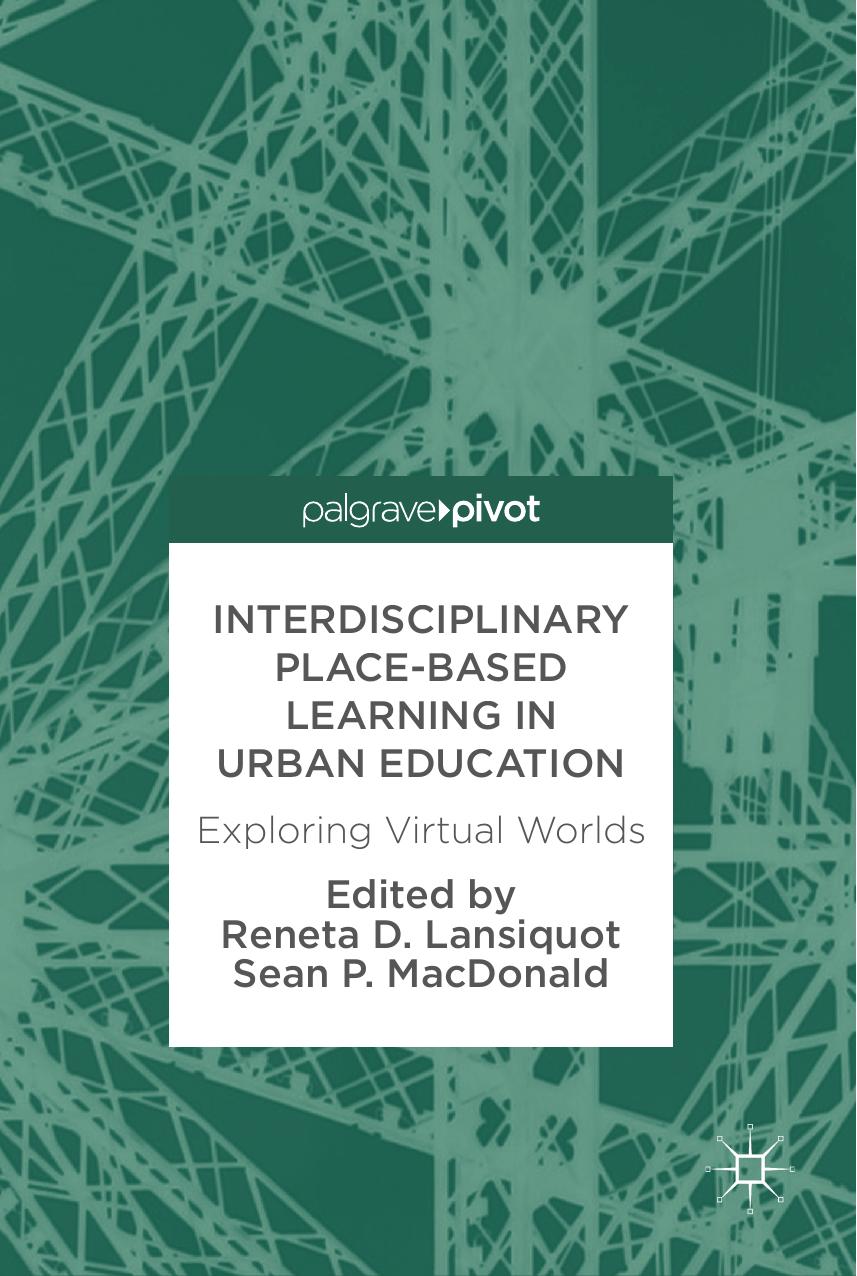 palgrave▸pivot
INTERDISCIPLINARY
PLACE-BASED
LEARNING IN
URBAN EDUCATION
Exploring Virtual Worlds
Edited by
Reneta D. Lansiquot
Sean P. MacDonald